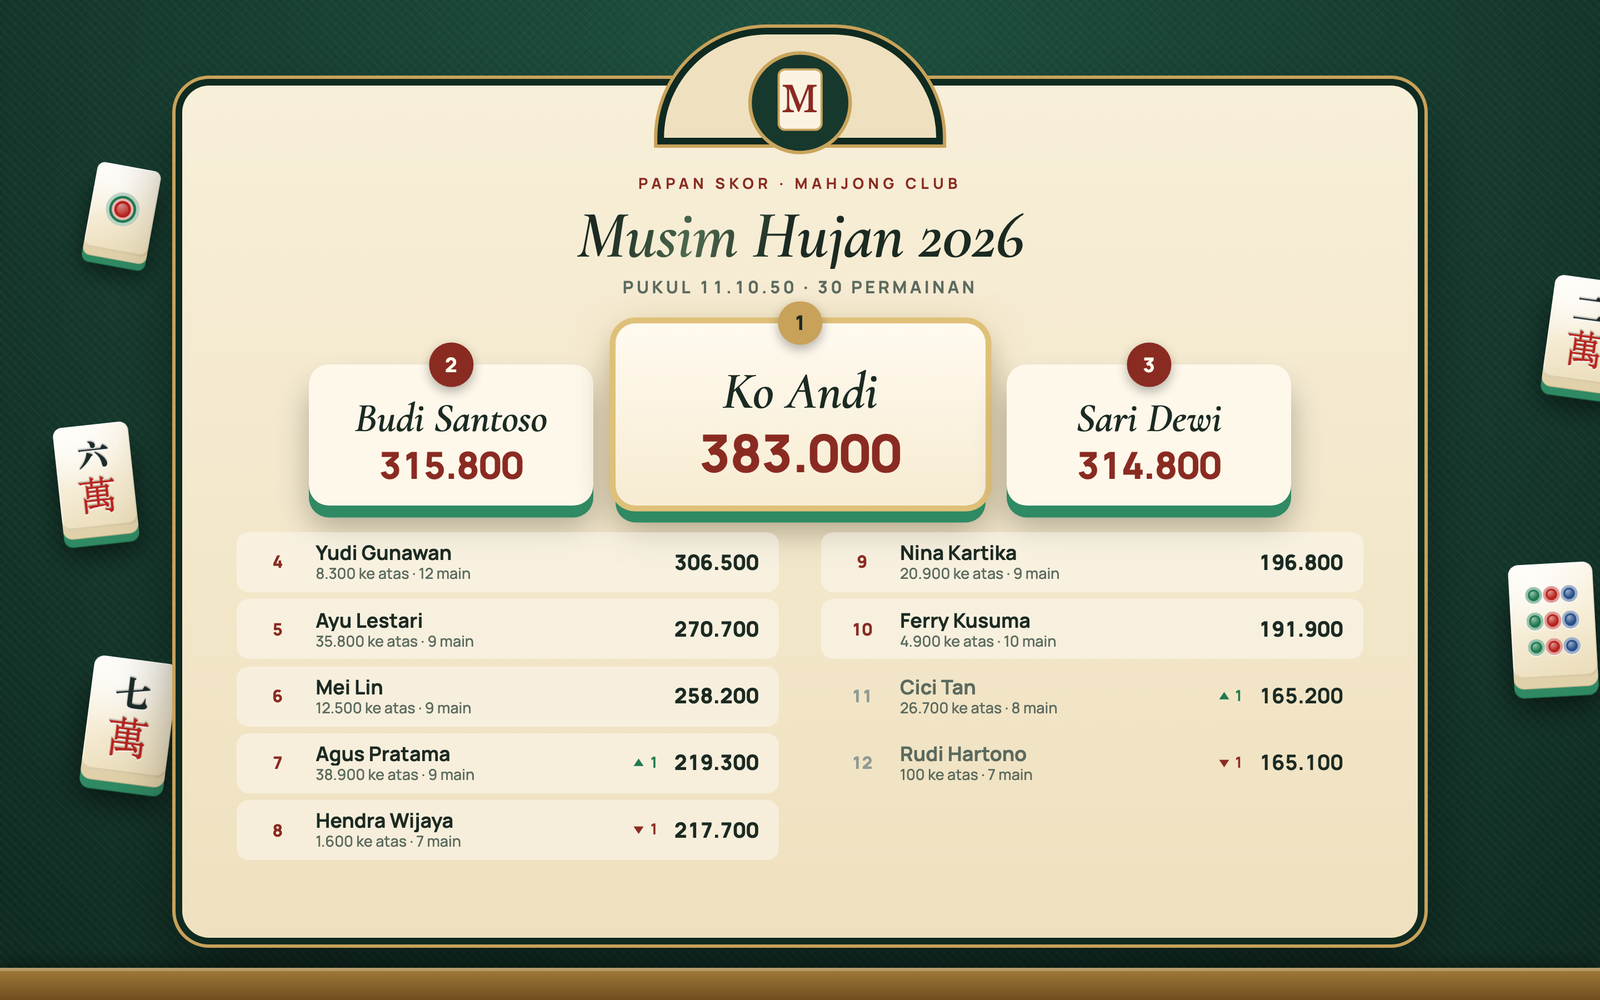 M
PAPAN SKOR · MAHJONG CLUB
Musim Hujan 2026
PUKUL 11.10.50 · 30 PERMAINAN
1
Ko Andi
383.000
2
Budi Santoso
315.800
3
Sari Dewi
314.800
4 Yudi Gunawan 306.500
8.300 ke atas · 12 main
5 Ayu Lestari 270.700
35.800 ke atas · 9 main
6 Mei Lin 258.200
12.500 ke atas · 9 main
7 Agus Pratama ▲ 1 219.300
38.900 ke atas · 9 main
8 Hendra Wijaya ▼ 1 217.700
1.600 ke atas · 7 main
9 Nina Kartika 196.800
20.900 ke atas · 9 main
10 Ferry Kusuma 191.900
4.900 ke atas · 10 main
11 Cici Tan ▲ 1 165.200
26.700 ke atas · 8 main
12 Rudi Hartono ▼ 1 165.100
100 ke atas · 7 main
六
萬
七
萬
二
萬